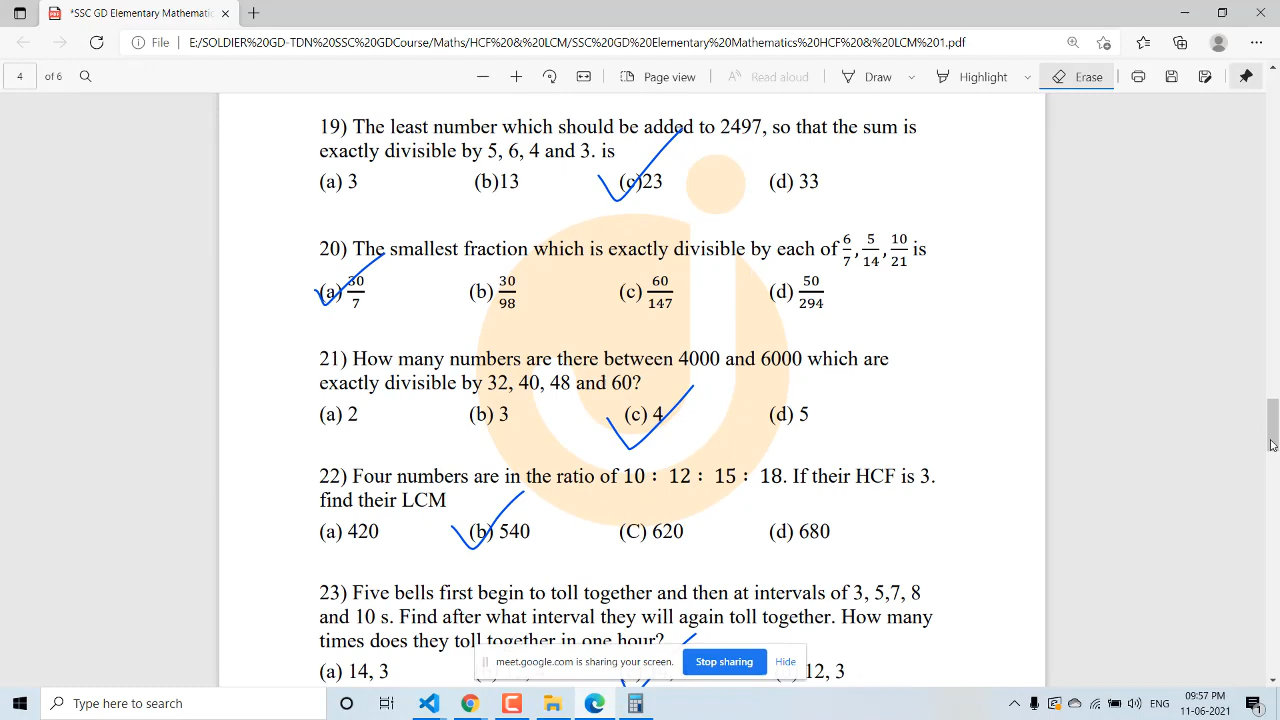 *SSC GD Elementary Mathematic
File
E:/SOLDIER%20GD-TDN%20SSC%20GDCourse/Maths/HCF%20&%20LCM/SSC%20GD%20Elementary%20Mathematics%20HCF%20&%20LCM%201.pdf
4 of 6
Page view
Read aloud
Draw
Highlight
Erase
19) The least number which should be added to 2497, so that the sum is
exactly divisible by 5, 6, 4 and 3. is
(a) 3 (b)13 (c)23 (d) 33
20) The smallest fraction which is exactly divisible by each of 6/7, 5/14, 10/21 is
(a) 30/7 (b) 30/98 (c) 60/147 (d) 50/294
21) How many numbers are there between 4000 and 6000 which are
exactly divisible by 32, 40, 48 and 60?
(a) 2 (b) 3 (c) 4 (d) 5
22) Four numbers are in the ratio of 10 : 12 : 15 : 18. If their HCF is 3.
find their LCM
(a) 420 (b) 540 (C) 620 (d) 680
23) Five bells first begin to toll together and then at intervals of 3, 5,7, 8
and 10 s. Find after what interval they will again toll together. How many
times does they toll together in one hour?
(a) 14, 3 12, 3
meet.google.com is sharing your screen. Stop sharing Hide
Type here to search
ENG
09:57 PM
11-06-2021
1